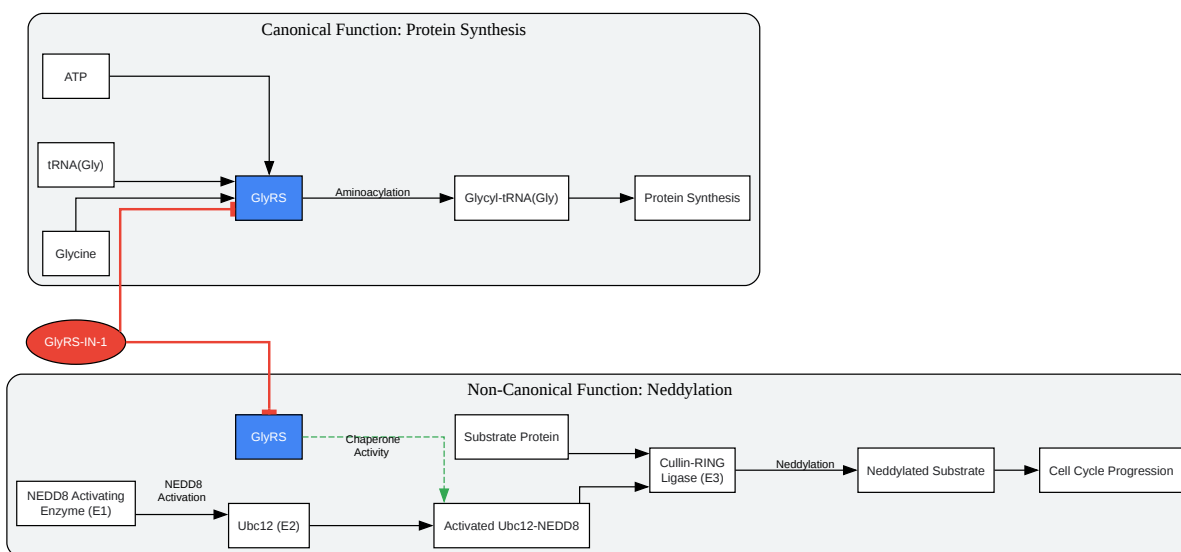 Canonical Function: Protein Synthesis
ATP
tRNA(Gly)
GlyRS
Aminoacylation
Glycyl-tRNA(Gly)
Protein Synthesis
Glycine
GlyRS-IN-1
Non-Canonical Function: Neddylation
GlyRS
Chaperone
Activity
Substrate Protein
Cullin-RING
Ligase (E3)
Neddylation
Neddylated Substrate
Cell Cycle Progression
NEDD8 Activating
Enzyme (E1)
NEDD8
Activation
Ubc12 (E2)
Activated Ubc12-NEDD8